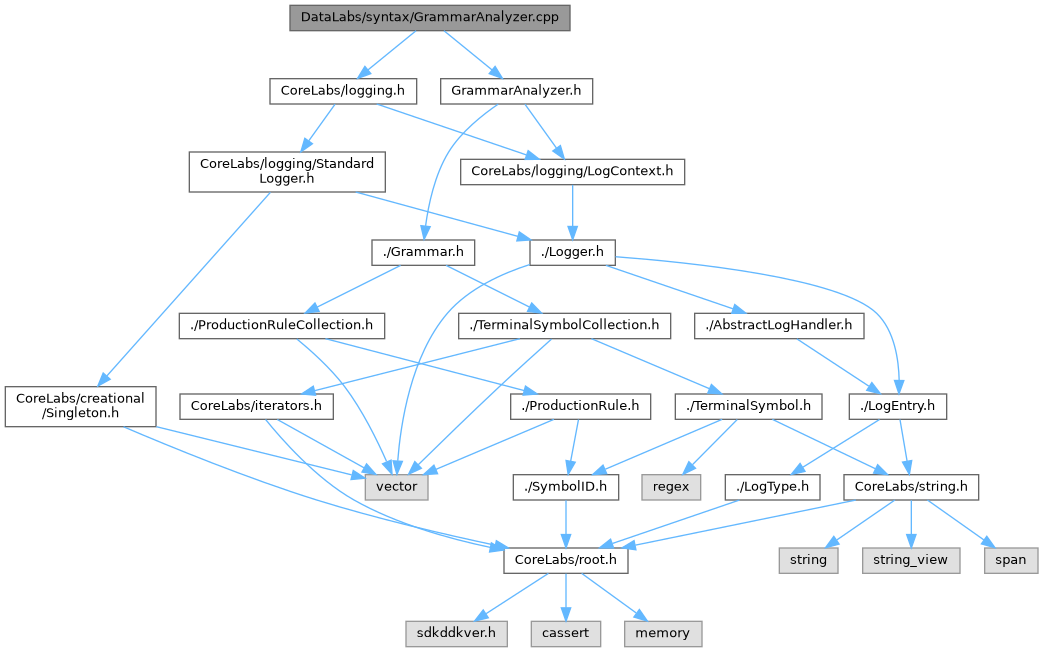 DataLabs/syntax/GrammarAnalyzer.cpp
CoreLabs/logging.h
GrammarAnalyzer.h
CoreLabs/logging/Standard
Logger.h
CoreLabs/logging/LogContext.h
./Grammar.h
./Logger.h
./ProductionRuleCollection.h
./TerminalSymbolCollection.h
./AbstractLogHandler.h
CoreLabs/creational
/Singleton.h
CoreLabs/iterators.h
./ProductionRule.h
./TerminalSymbol.h
./LogEntry.h
vector
./SymbolID.h
regex
./LogType.h
CoreLabs/string.h
CoreLabs/root.h
string
string_view
span
sdkddkver.h
cassert
memory